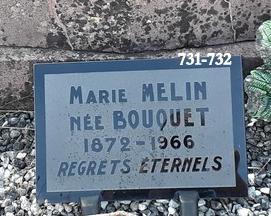 731-732
MARIE MELIN
NÉE BOUQUET
1872-1966
REGRETS ÉTERNELS